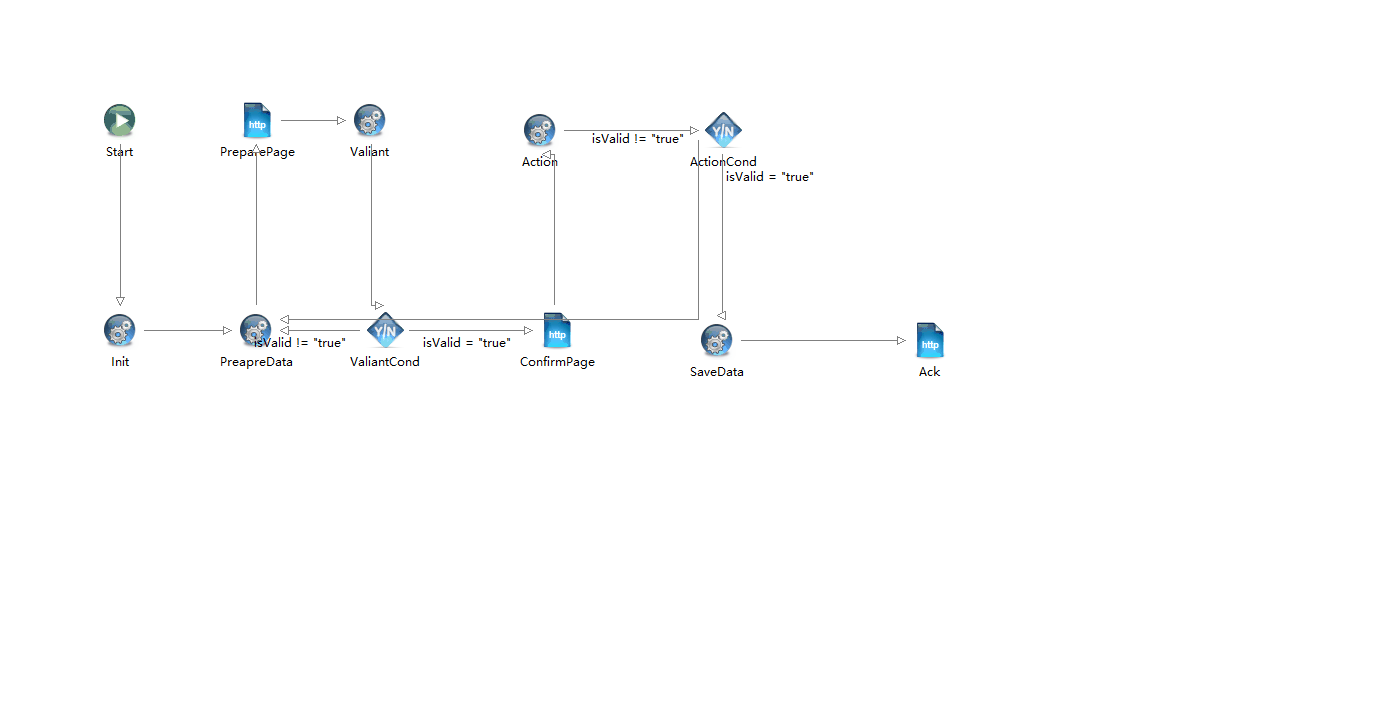 http
Y/N
Start
PreparePage
Valiant
isValid != "true"
Action
ActionCond
isValid = "true"
Y/N
http
http
isValid != "true"
isValid = "true"
Init
PreapreData
ValiantCond
ConfirmPage
SaveData
Ack